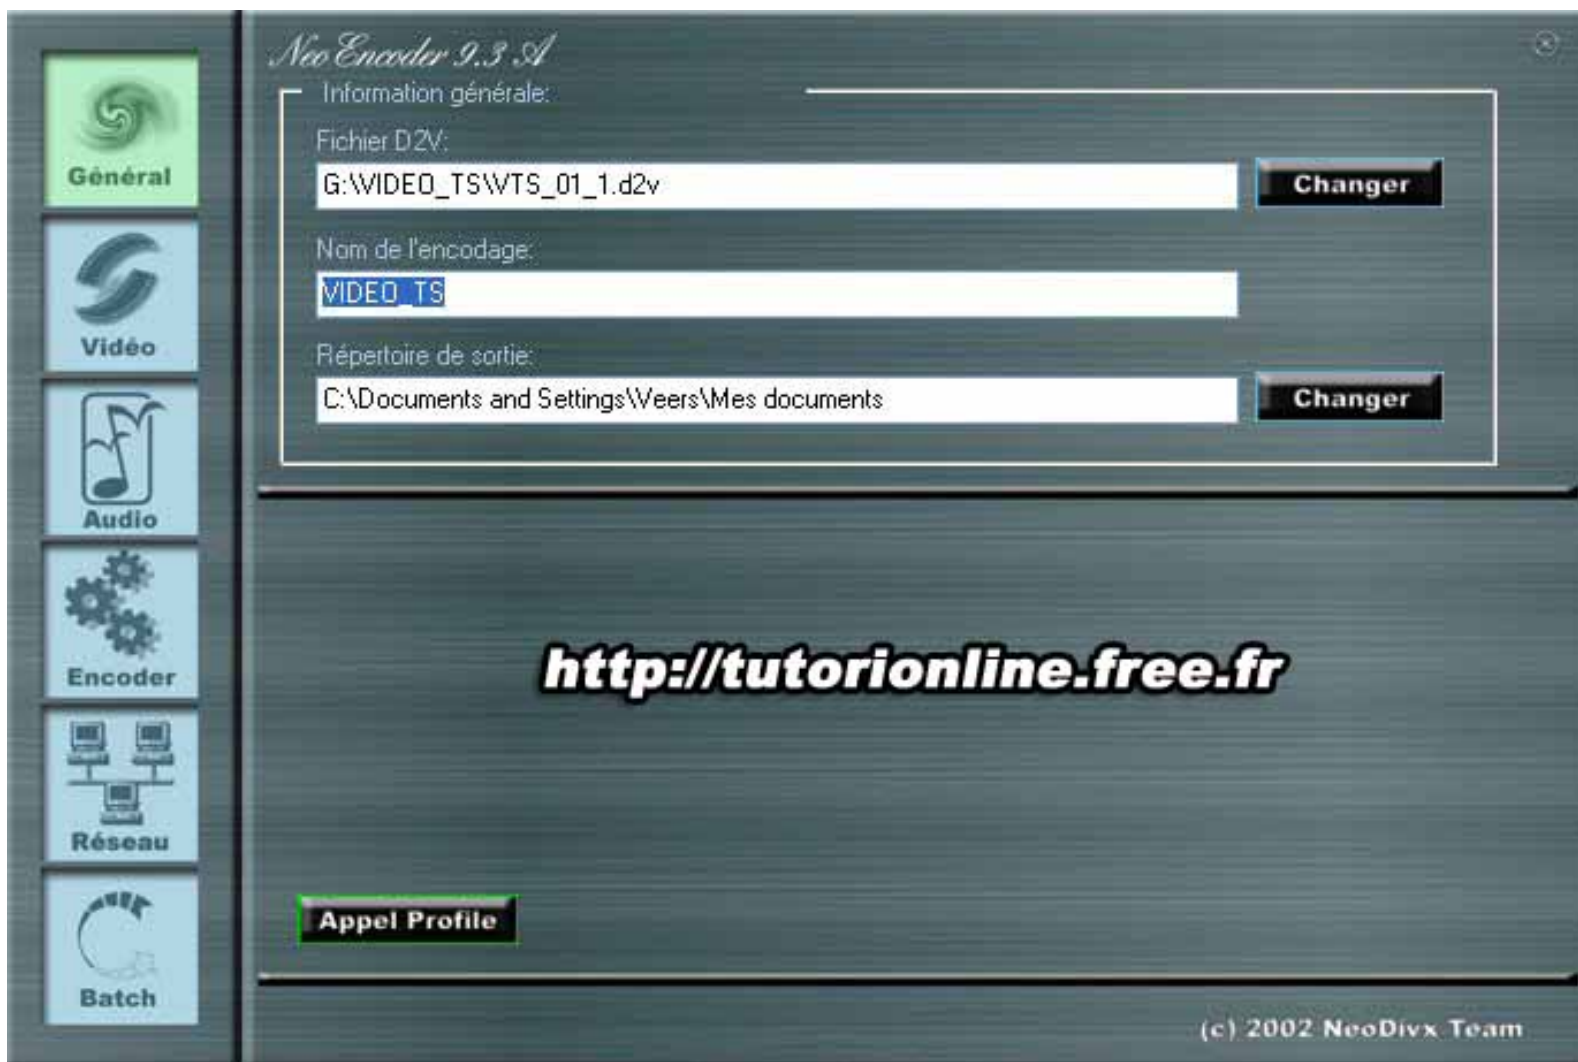 Neo Encoder 9.3 A
Information générale:
Fichier D2V:
G:\VIDEO_TS\VTS_01_1.d2v
Changer
Nom de l'encodage:
VIDEO_TS
Répertoire de sortie:
C:\Documents and Settings\Veers\Mes documents
Changer
Général
Vidéo
Audio
Encoder
Réseau
Batch
http://tutorionline.free.fr
Appel Profile
(c) 2002 NeoDivx Team